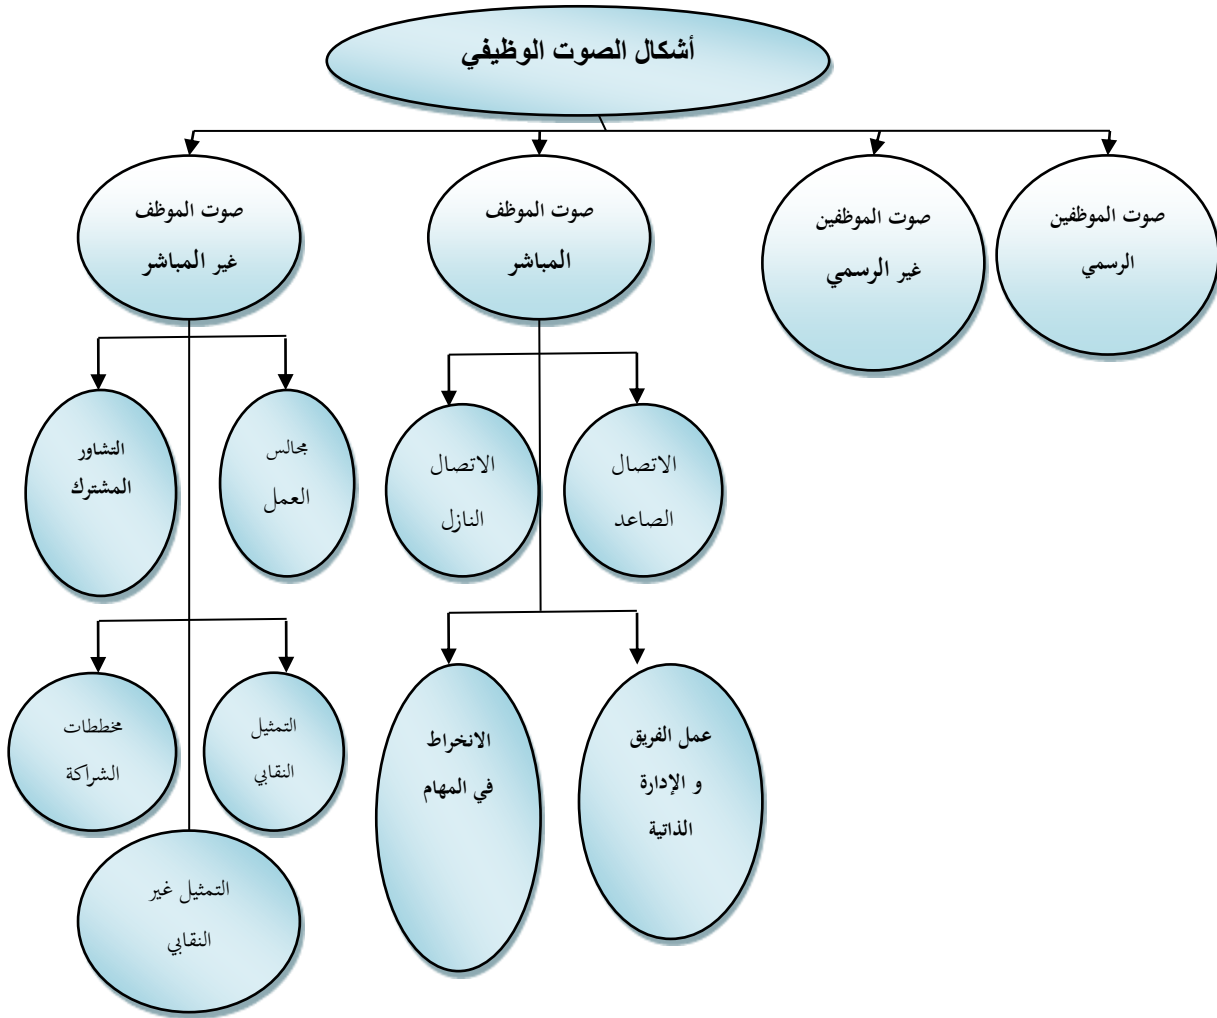 أشكال الصوت الوظيفي
صوت الموظفين
الرسمي
صوت الموظفين
غير الرسمي
صوت الموظف
المباشر
صوت الموظف
غير المباشر
الاتصال
الصاعد
الاتصال
النازل
مجالس
العمل
التشاور
المشترك
عمل الفريق
و الإدارة
الذاتية
الانخراط
في المهام
التمثيل
النقابي
مخططات
الشراكة
التمثيل غير
النقابي